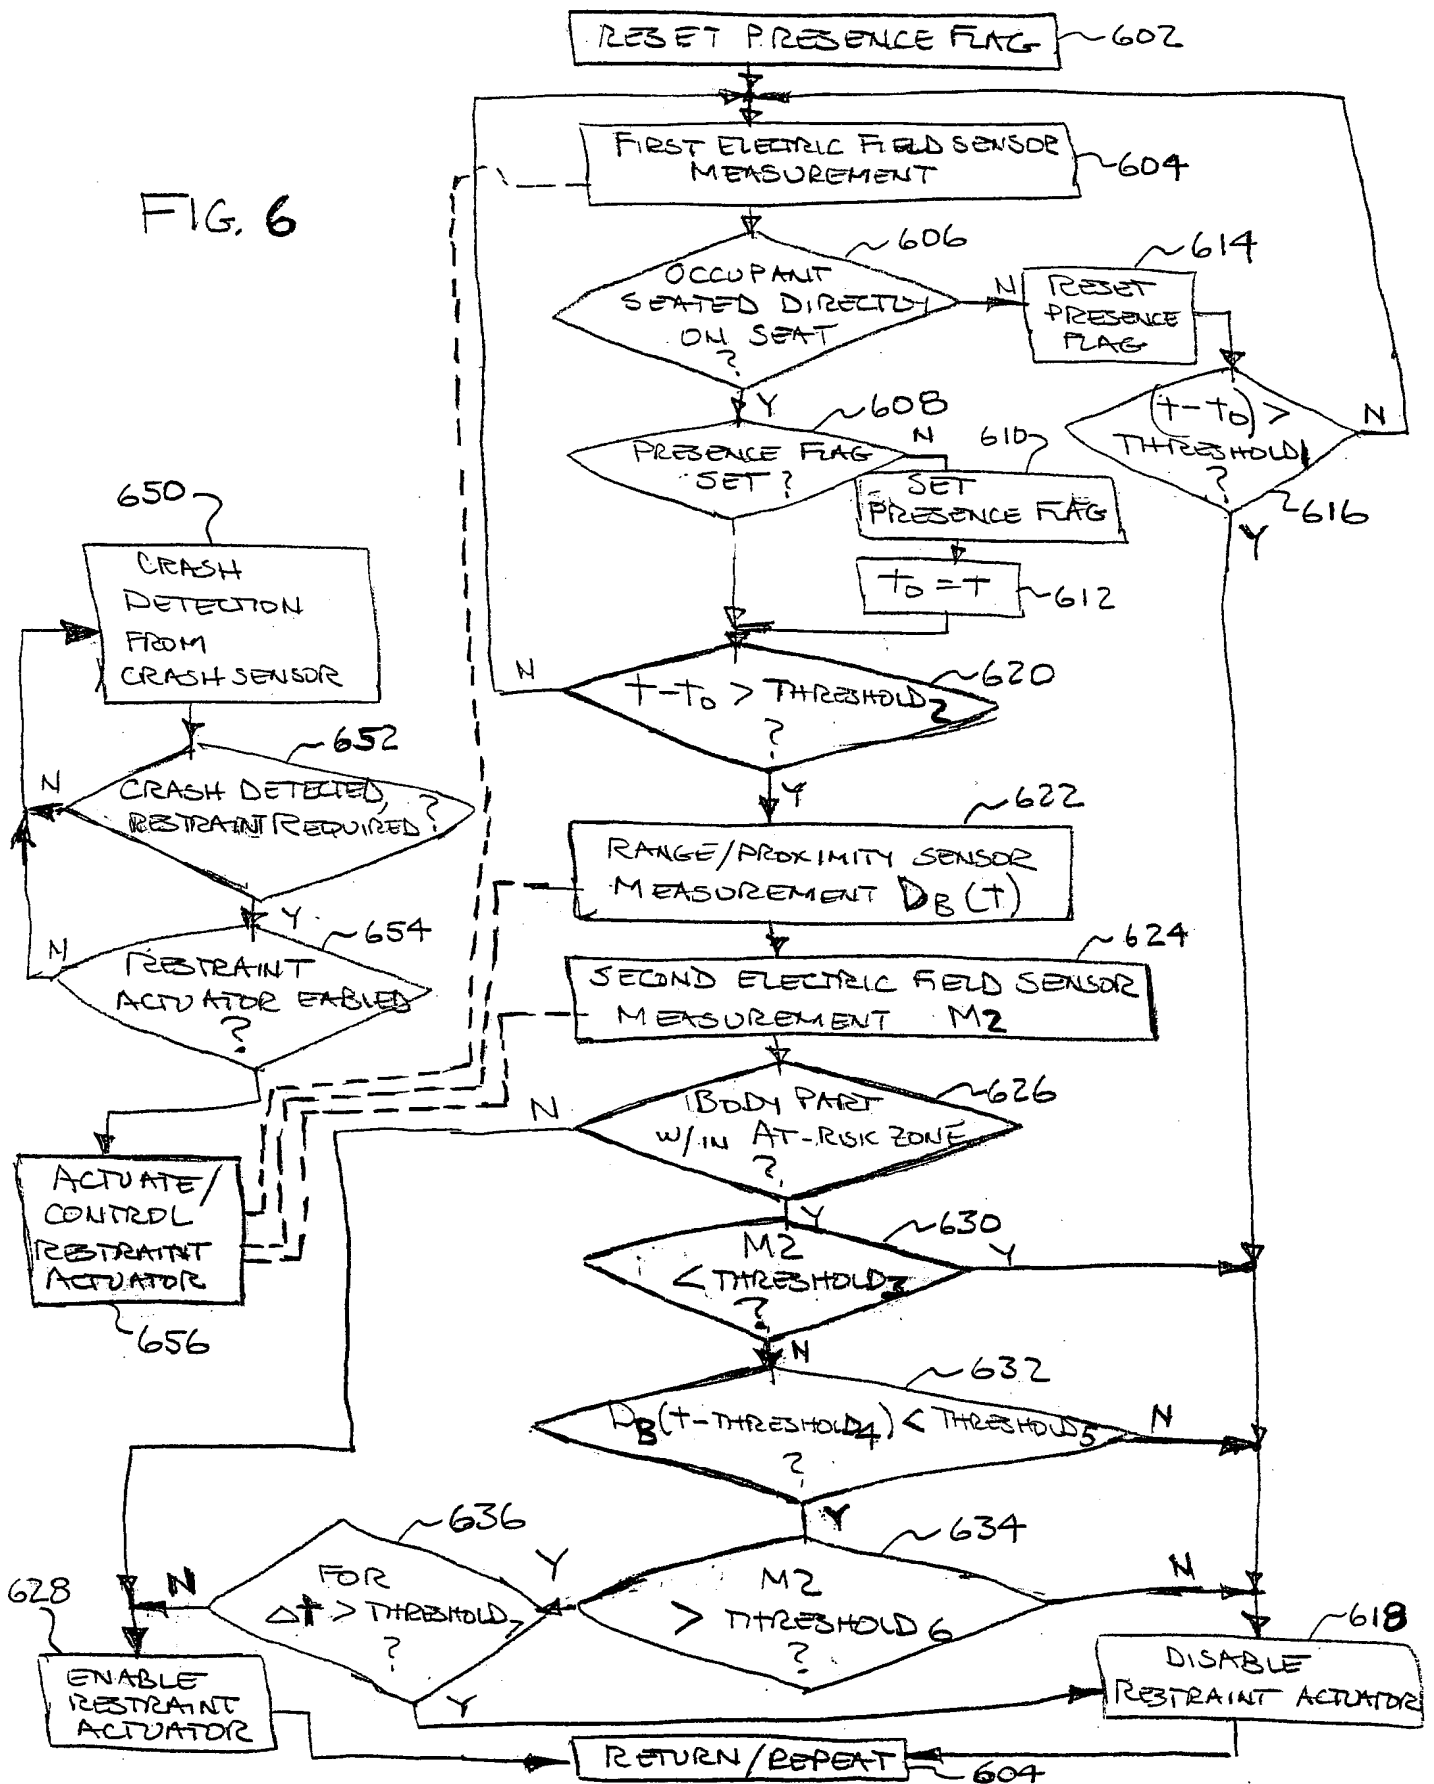 RESET PRESENCE FLAG
602
FIRST ELECTRIC FIELD SENSOR
MEASUREMENT
604
FIG. 6
606
OCCUPANT
SEATED DIRECTLY
ON SEAT
?
N
614
RESET
PRESENCE
FLAG
Y
608
PRESENCE FLAG
SET ?
N
610
SET
PRESENCE FLAG
t0 = t
612
(t-t0) >
THRESHOLD1
?
N
616
Y
650
CRASH
DETECTION
FROM
CRASH SENSOR
652
CRASH DETECTED,
RESTRAINT REQUIRED ?
N
Y
654
RESTRAINT
ACTUATOR EABLED
?
N
ACTUATE/
CONTROL
RESTRAINT
ACTUATOR
656
N
620
t-t0 > THRESHOLD2
?
Y
622
RANGE/PROXIMITY SENSOR
MEASUREMENT DB(t)
624
SECOND ELECTRIC FIELD SENSOR
MEASUREMENT M2
626
N
BODY PART
W/IN AT-RISK ZONE
?
Y
630
M2
< THRESHOLD3
?
Y
N
632
DB(t-THRESHOLD4) < THRESHOLD5
?
N
Y
634
M2
> THRESHOLD6
?
N
Y
636
FOR
Δt > THRESHOLD7
?
N
Y
628
ENABLE
RESTRAINT
ACTUATOR
618
DISABLE
RESTRAINT ACTUATOR
RETURN/REPEAT
604